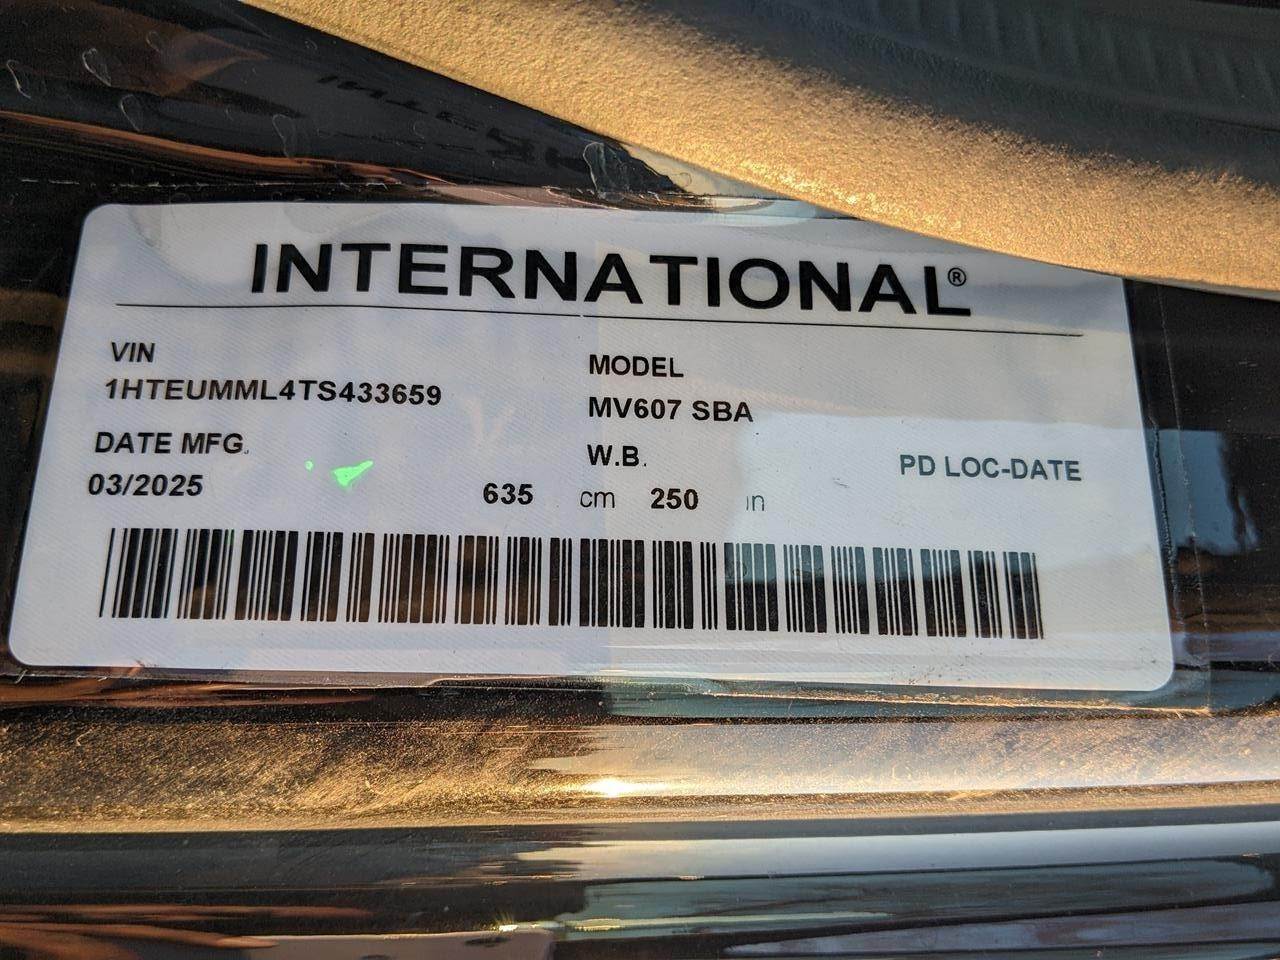 INTERNATIONAL®
VIN
1HTEUMML4TS433659
MODEL
MV607 SBA
DATE MFG.
03/2025
W.B.
635 cm 250 in
PD LOC-DATE